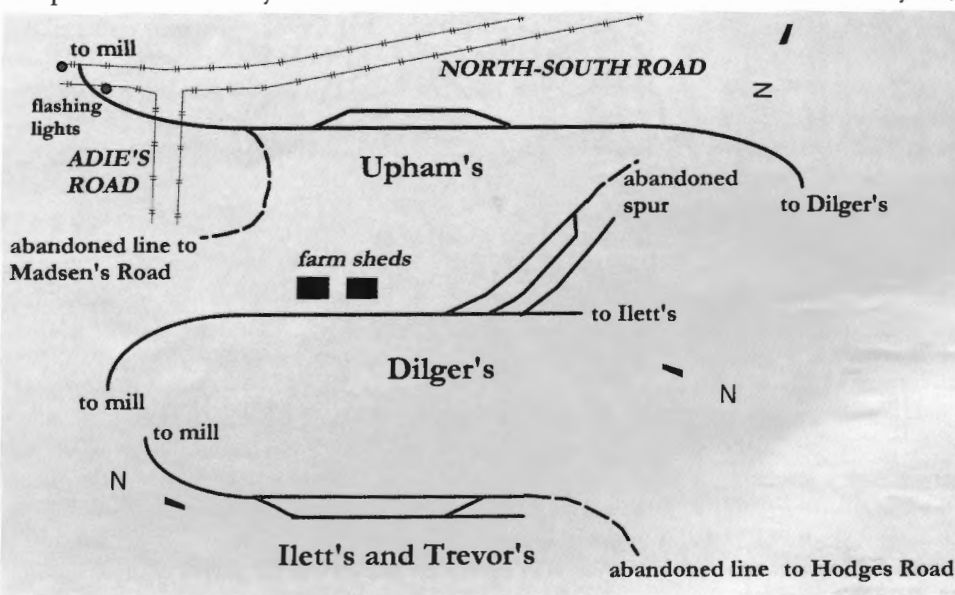 to mill
NORTH-SOUTH ROAD
N
flashing
lights
ADIE'S
ROAD
Upham's
abandoned
spur
to Dilger's
abandoned line to
Madsen's Road
farm sheds
to Ilett's
Dilger's
N
to mill
to mill
N
Ilett's and Trevor's
abandoned line to Hodges Road